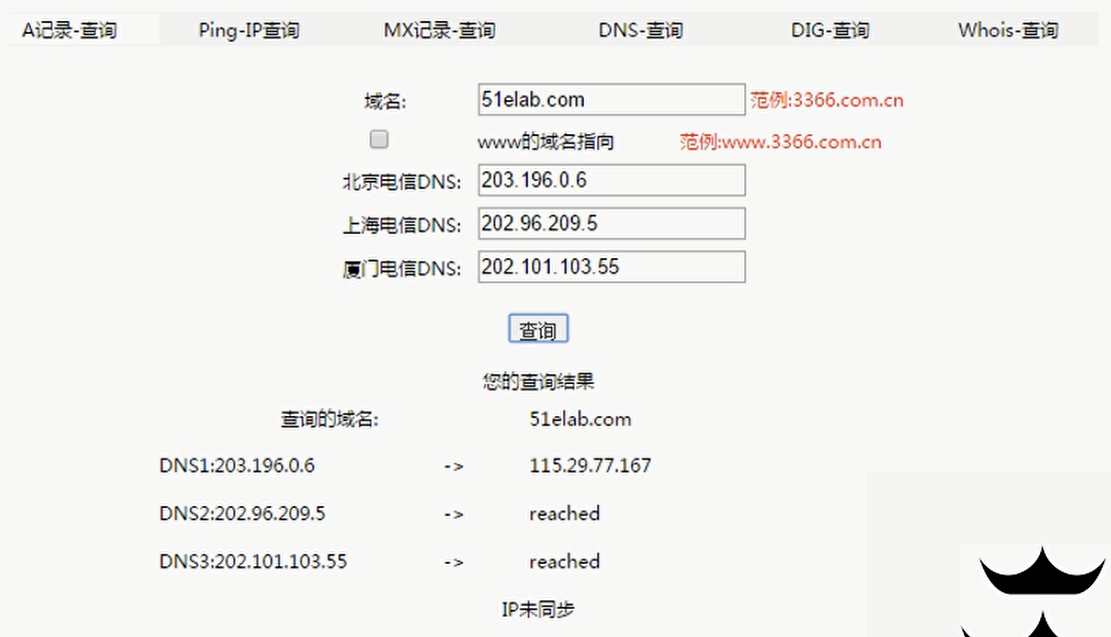 A记录-查询 Ping-IP查询 MX记录-查询 DNS-查询 DIG-查询 Whois-查询
域名: 51elab.com 范例:3366.com.cn
www的域名指向 范例:www.3366.com.cn
北京电信DNS: 203.196.0.6
上海电信DNS: 202.96.209.5
厦门电信DNS: 202.101.103.55
查询
您的查询结果
查询的域名: 51elab.com
DNS1:203.196.0.6 -> 115.29.77.167
DNS2:202.96.209.5 -> reached
DNS3:202.101.103.55 -> reached
IP未同步